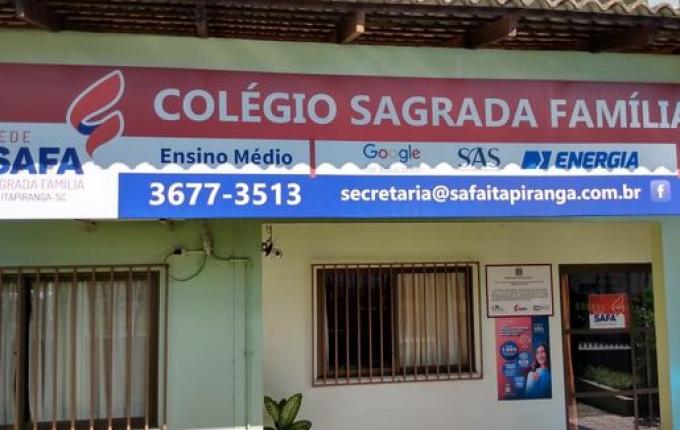 COLÉGIO SAGRADA FAMÍLIA
EDE
SAFA
GRADA FAMÍLIA
ITAPIRANGA-SC
Ensino Médio
Google
SAS
ENERGIA
3677-3513
secretaria@safaitapiranga.com.br
f
SAFA